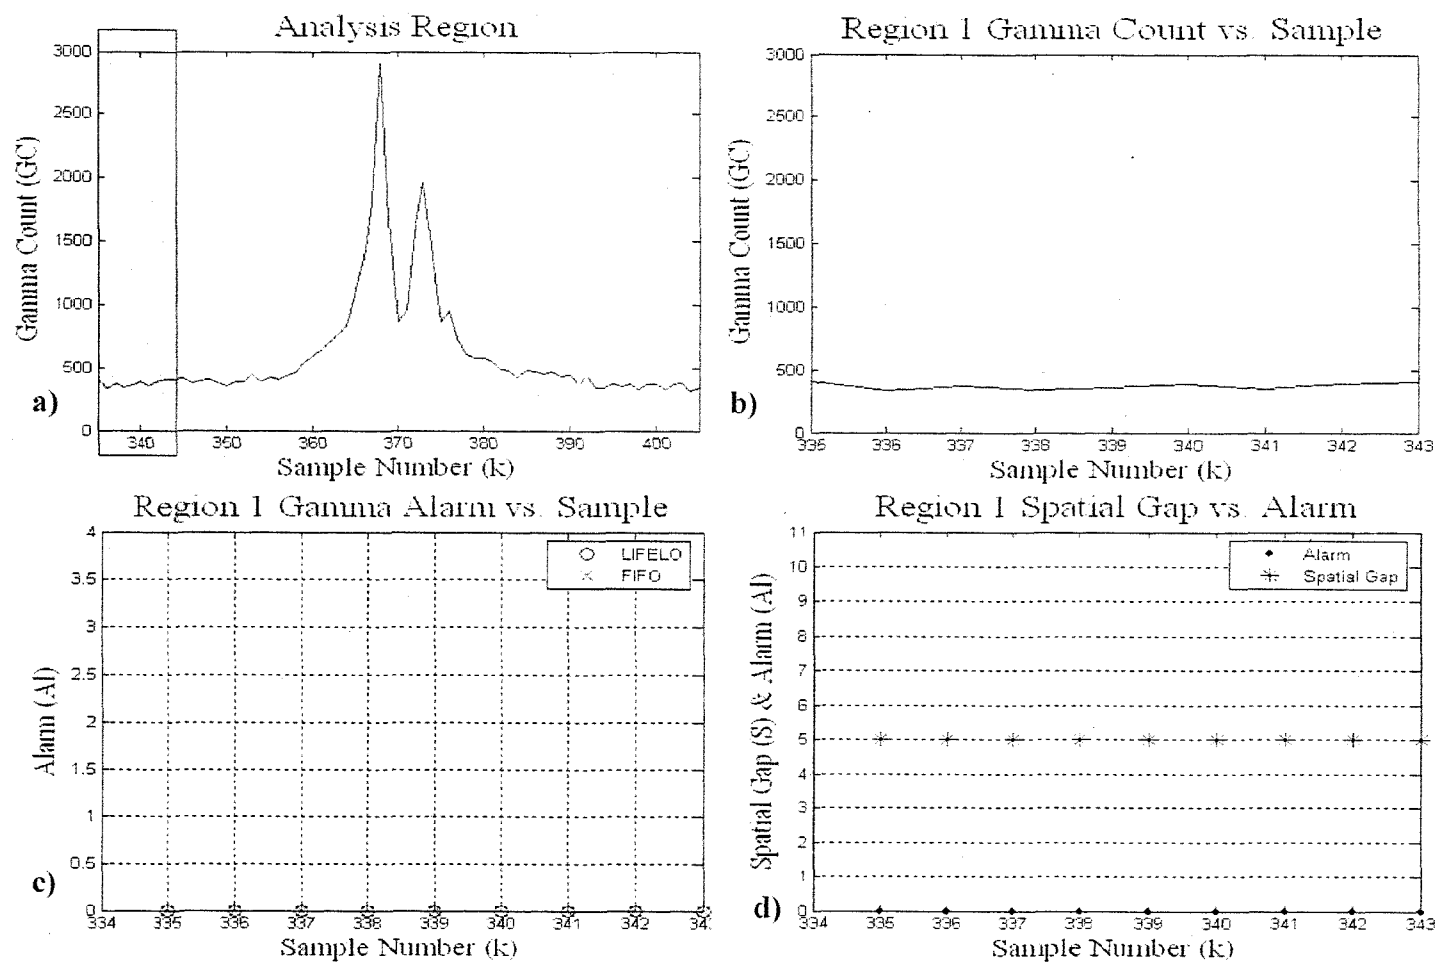 Analysis Region
3000
2500
2000
1500
1000
500
0
Gamma Count (GC)
340 350 360 370 380 390 400
Sample Number (k)
a)
Region 1 Gamma Count vs. Sample
3000
2500
2000
1500
1000
500
0
Gamma Count (GC)
335 336 337 338 339 340 341 342 343
Sample Number (k)
b)
Region 1 Gamma Alarm vs. Sample
4
3.5
3
2.5
2
1.5
1
0.5
0
Alarm (Al)
LIFELO
FIFO
334 335 336 337 338 339 340 341 342 34
Sample Number (k)
c)
Region 1 Spatial Gap vs. Alarm
11
10
9
8
7
6
5
4
3
2
1
0
Spatial Gap (S) & Alarm (Al)
Alarm
Spatial Gap
334 335 336 337 338 339 340 341 342 343
Sample Number (k)
d)